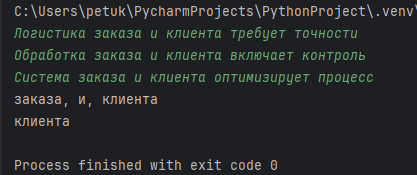 C:\Users\petuk\PycharmProjects\PythonProject\.venv\
Логистика заказа и клиента требует точности
Обработка заказа и клиента включает контроль
Система заказа и клиента оптимизирует процесс
заказа, и, клиента
клиента
Process finished with exit code 0